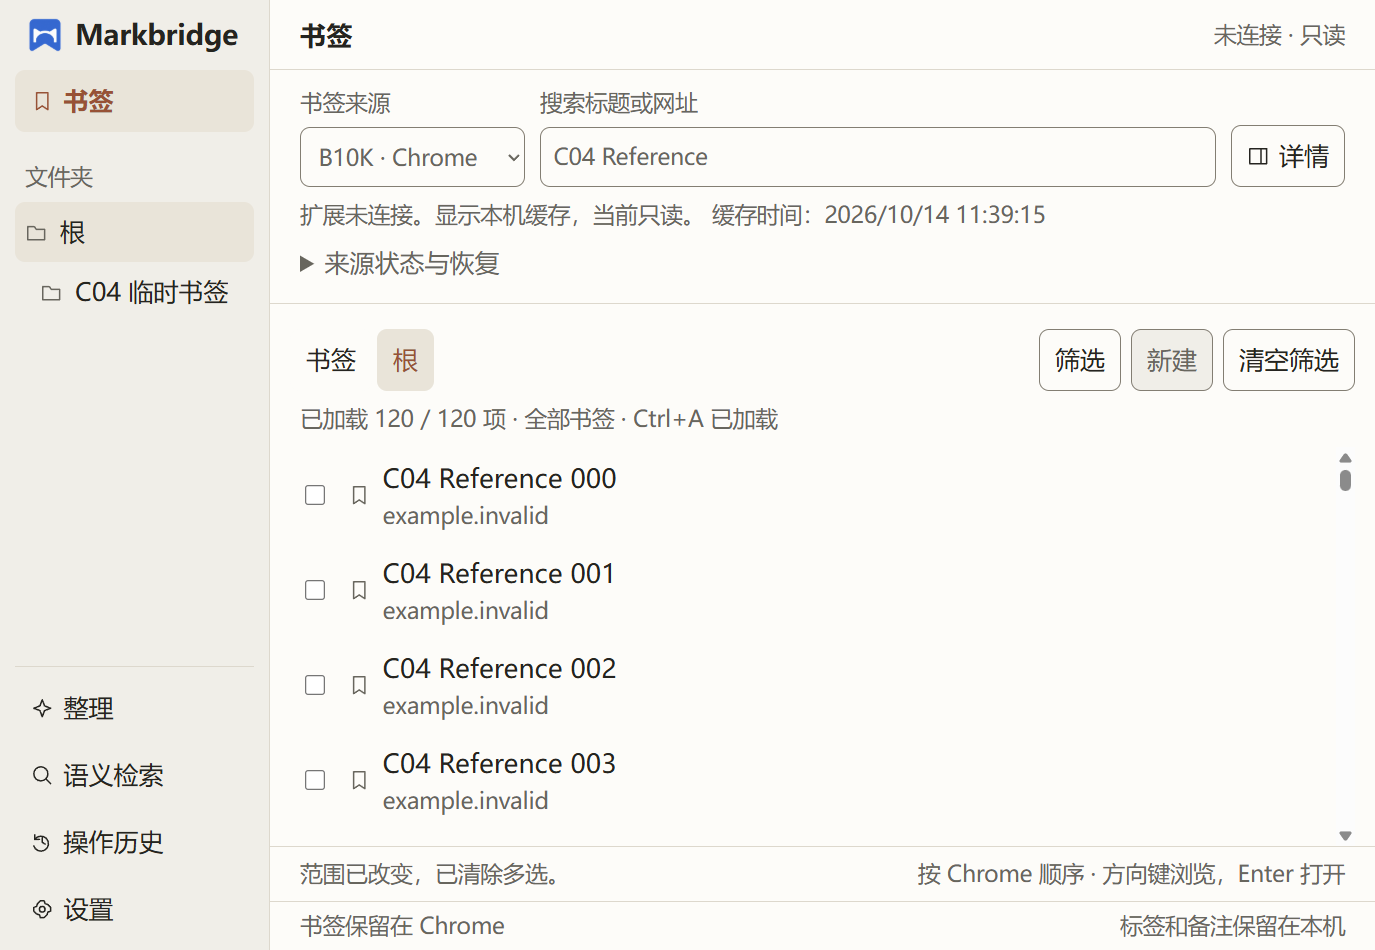 Markbridge
书签
文件夹
根
C04 临时书签
整理
语义检索
操作历史
设置
书签
未连接 · 只读
书签来源
搜索标题或网址
B10K · Chrome
C04 Reference
详情
扩展未连接。显示本机缓存，当前只读。 缓存时间：2026/10/14 11:39:15
来源状态与恢复
书签
根
筛选
新建
清空筛选
已加载 120 / 120 项 · 全部书签 · Ctrl+A 已加载
C04 Reference 000
example.invalid
C04 Reference 001
example.invalid
C04 Reference 002
example.invalid
C04 Reference 003
example.invalid
范围已改变，已清除多选。
按 Chrome 顺序 · 方向键浏览，Enter 打开
书签保留在 Chrome
标签和备注保留在本机